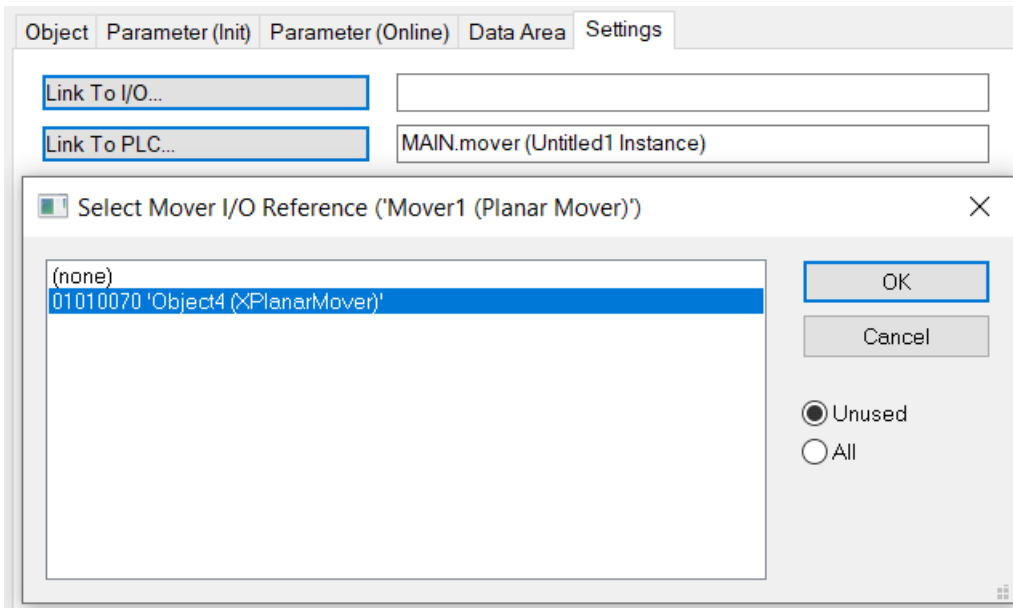 Object Parameter (Init) Parameter (Online) Data Area Settings
Link To I/O...
Link To PLC... MAIN.mover (Untitled1 Instance)
Select Mover I/O Reference ('Mover1 (Planar Mover)')
(none)
01010070 'Object4 (XPlanarMover)'
OK
Cancel
Unused
All